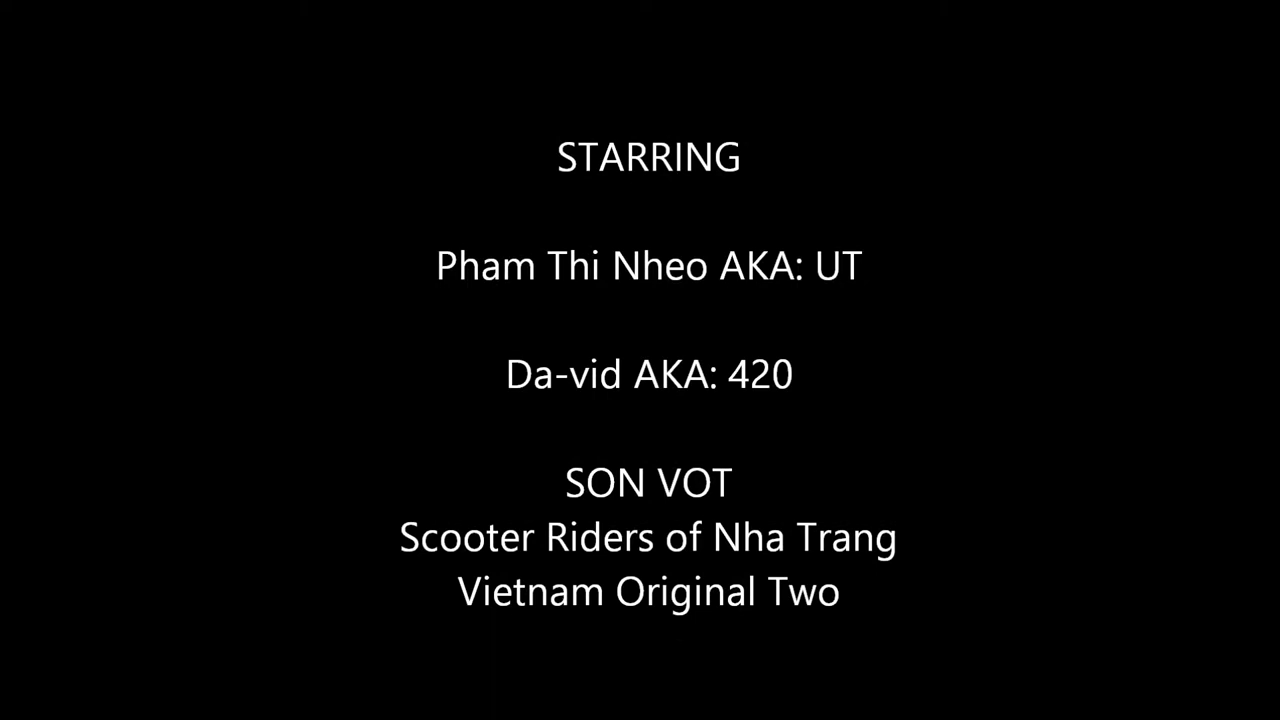 STARRING
Pham Thi Nheo AKA: UT
Da-vid AKA: 420
SON VOT
Scooter Riders of Nha Trang
Vietnam Original Two